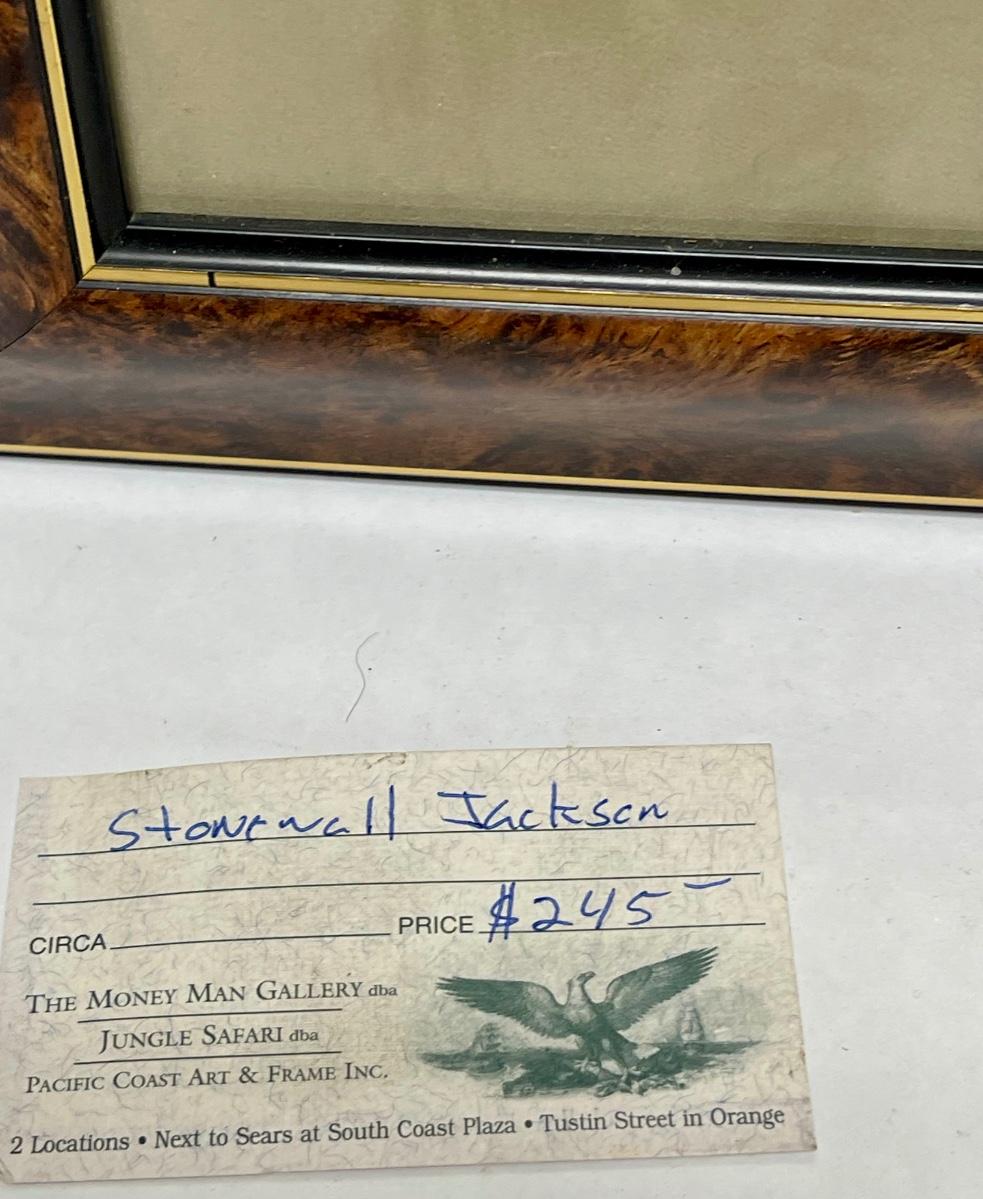 Stonewall Jackson
CIRCA PRICE $245–
THE MONEY MAN GALLERY dba
JUNGLE SAFARI dba
PACIFIC COAST ART & FRAME INC.
2 Locations • Next to Sears at South Coast Plaza • Tustin Street in Orange